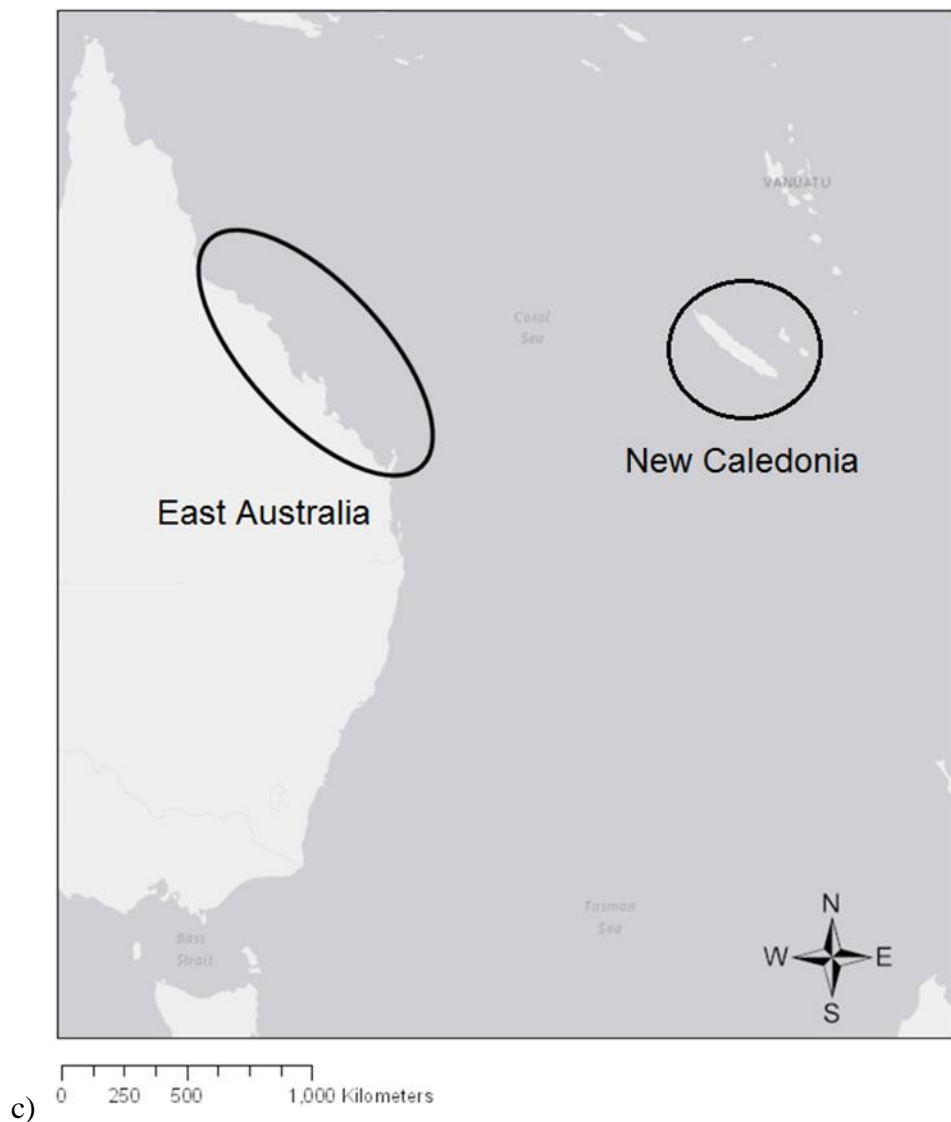 VANUATU
Coral
Sea
New Caledonia
East Australia
Tasman
Sea
Bass
Strait
N
W E
S
0 250 500 1,000 Kilometers
c)